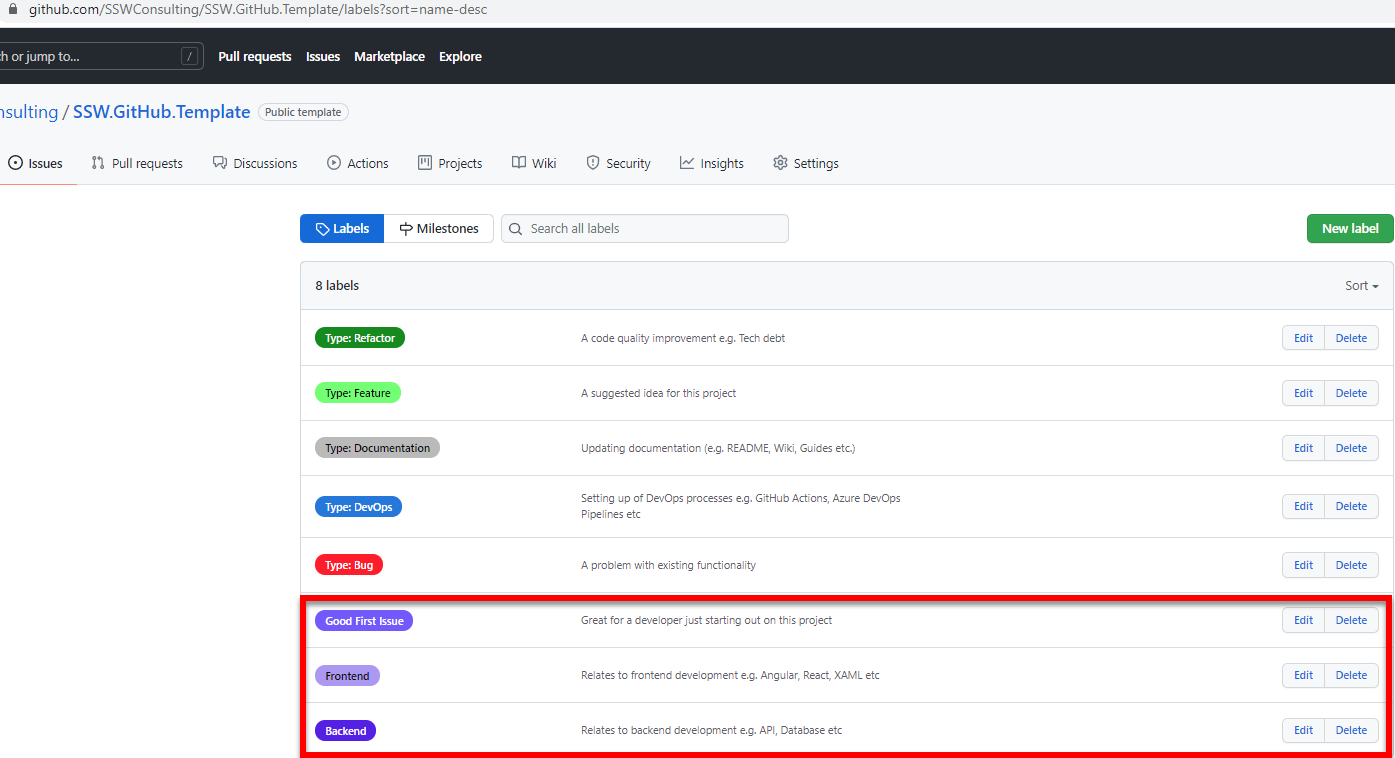 github.com/SSWConsulting/SSW.GitHub.Template/labels?sort=name-desc
h or jump to... / Pull requests Issues Marketplace Explore
nsulting / SSW.GitHub.Template Public template
Issues Pull requests Discussions Actions Projects Wiki Security Insights Settings
Labels Milestones Search all labels New label
8 labels Sort
Type: Refactor A code quality improvement e.g. Tech debt Edit Delete
Type: Feature A suggested idea for this project Edit Delete
Type: Documentation Updating documentation (e.g. README, Wiki, Guides etc.) Edit Delete
Type: DevOps Setting up of DevOps processes e.g. GitHub Actions, Azure DevOps
Pipelines etc Edit Delete
Type: Bug A problem with existing functionality Edit Delete
Good First Issue Great for a developer just starting out on this project Edit Delete
Frontend Relates to frontend development e.g. Angular, React, XAML etc Edit Delete
Backend Relates to backend development e.g. API, Database etc Edit Delete